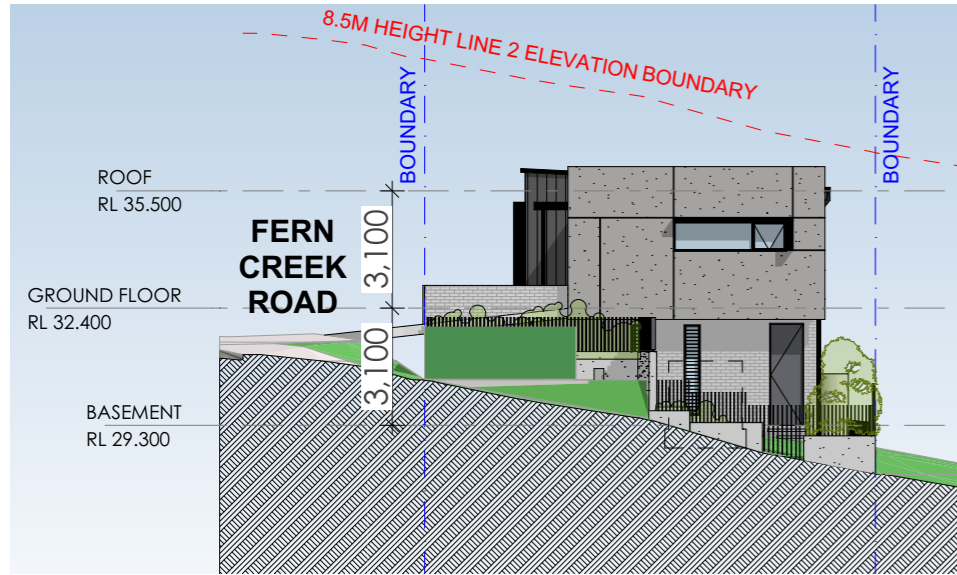 8.5M HEIGHT LINE 2 ELEVATION BOUNDARY
BOUNDARY
BOUNDARY
ROOF
RL 35.500
FERN
CREEK
ROAD
3,100
GROUND FLOOR
RL 32.400
3,100
BASEMENT
RL 29.300